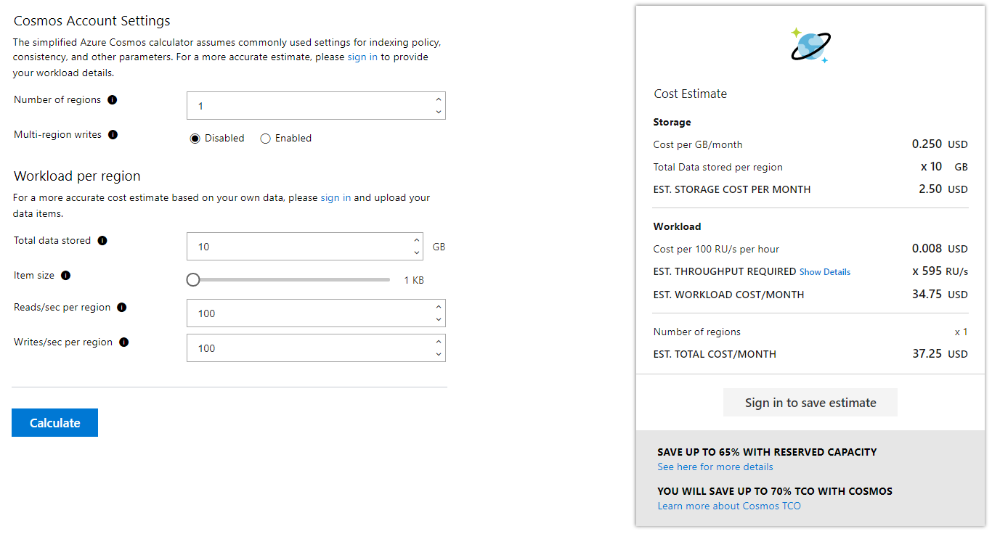 Cosmos Account Settings
The simplified Azure Cosmos calculator assumes commonly used settings for indexing policy,
consistency, and other parameters. For a more accurate estimate, please sign in to provide
your workload details.
Number of regions i
1
Multi-region writes i
Disabled Enabled
Workload per region
For a more accurate cost estimate based on your own data, please sign in and upload your
data items.
Total data stored i
10 GB
Item size i
1 KB
Reads/sec per region i
100
Writes/sec per region i
100
Calculate
Cost Estimate
Storage
Cost per GB/month 0.250 USD
Total Data stored per region x 10 GB
EST. STORAGE COST PER MONTH 2.50 USD
Workload
Cost per 100 RU/s per hour 0.008 USD
EST. THROUGHPUT REQUIRED Show Details x 595 RU/s
EST. WORKLOAD COST/MONTH 34.75 USD
Number of regions x 1
EST. TOTAL COST/MONTH 37.25 USD
Sign in to save estimate
SAVE UP TO 65% WITH RESERVED CAPACITY
See here for more details
YOU WILL SAVE UP TO 70% TCO WITH COSMOS
Learn more about Cosmos TCO